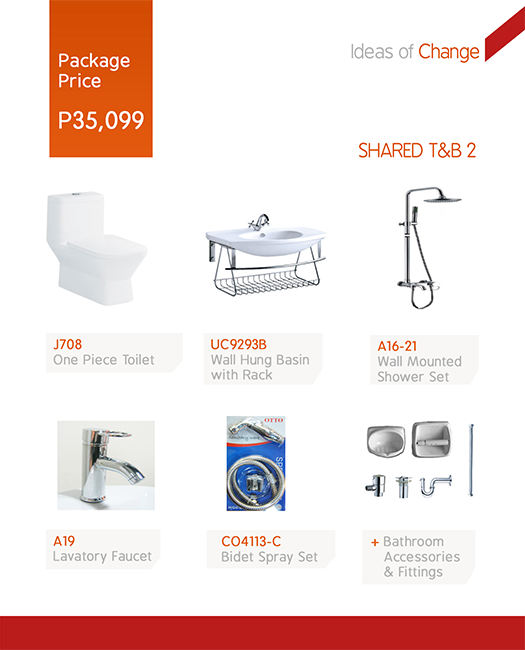 Package
Price
P35,099
Ideas of Change
SHARED T&B 2
J708
One Piece Toilet
UC9293B
Wall Hung Basin
with Rack
A16-21
Wall Mounted
Shower Set
OTTO
A19
Lavatory Faucet
CO4113-C
Bidet Spray Set
+ Bathroom
Accessories
& Fittings